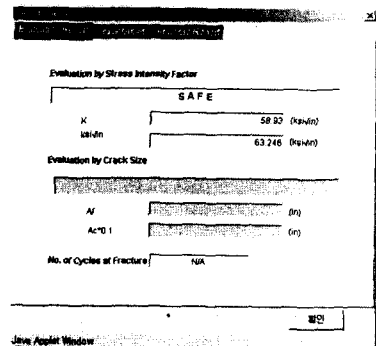 Evaluation by Stress Intensity Factor
SAFE
K 58.93 (ksi√in)
ksi√in 63.246 (ksi√in)
Evaluation by Crack Size
Af (in)
Ac*0.1 (in)
No. of Cycles at Fracture N/A
확인
Java Applet Window